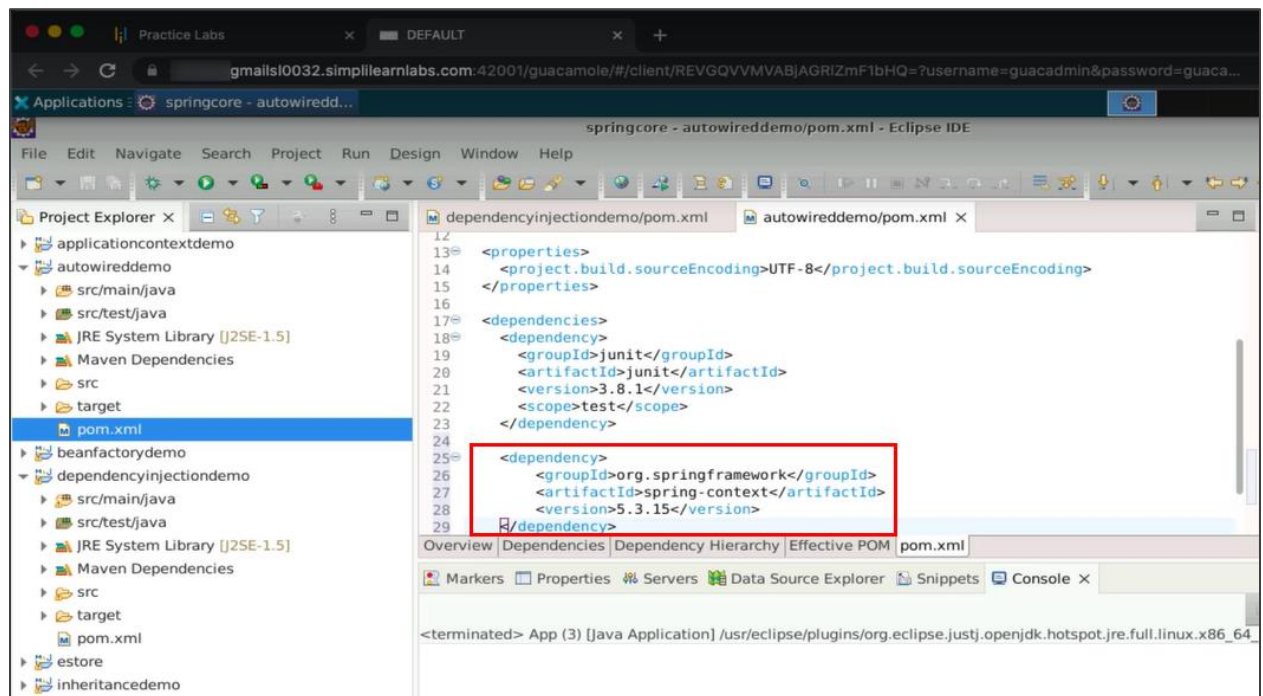 Practice Labs
DEFAULT
gmailsl0032.simplilearnlabs.com:42001/guacamole/#/client/REVGQVVMVABjAGRlZmF1bHQ=?username=guacadmin&password=guaca...
Applications
springcore - autowiredd...
springcore - autowireddemo/pom.xml - Eclipse IDE
File Edit Navigate Search Project Run Design Window Help
Project Explorer
applicationcontextdemo
autowireddemo
src/main/java
src/test/java
JRE System Library [J2SE-1.5]
Maven Dependencies
src
target
pom.xml
beanfactorydemo
dependencyinjectiondemo
src/main/java
src/test/java
JRE System Library [J2SE-1.5]
Maven Dependencies
src
target
pom.xml
estore
inheritancedemo
dependencyinjectiondemo/pom.xml
autowireddemo/pom.xml
12
13 <properties>
14 <project.build.sourceEncoding>UTF-8</project.build.sourceEncoding>
15 </properties>
16
17 <dependencies>
18 <dependency>
19 <groupId>junit</groupId>
20 <artifactId>junit</artifactId>
21 <version>3.8.1</version>
22 <scope>test</scope>
23 </dependency>
24
25 <dependency>
26 <groupId>org.springframework</groupId>
27 <artifactId>spring-context</artifactId>
28 <version>5.3.15</version>
29 </dependency>
Overview Dependencies Dependency Hierarchy Effective POM pom.xml
Markers Properties Servers Data Source Explorer Snippets Console
<terminated> App (3) [Java Application] /usr/eclipse/plugins/org.eclipse.justj.openjdk.hotspot.jre.full.linux.x86_64_